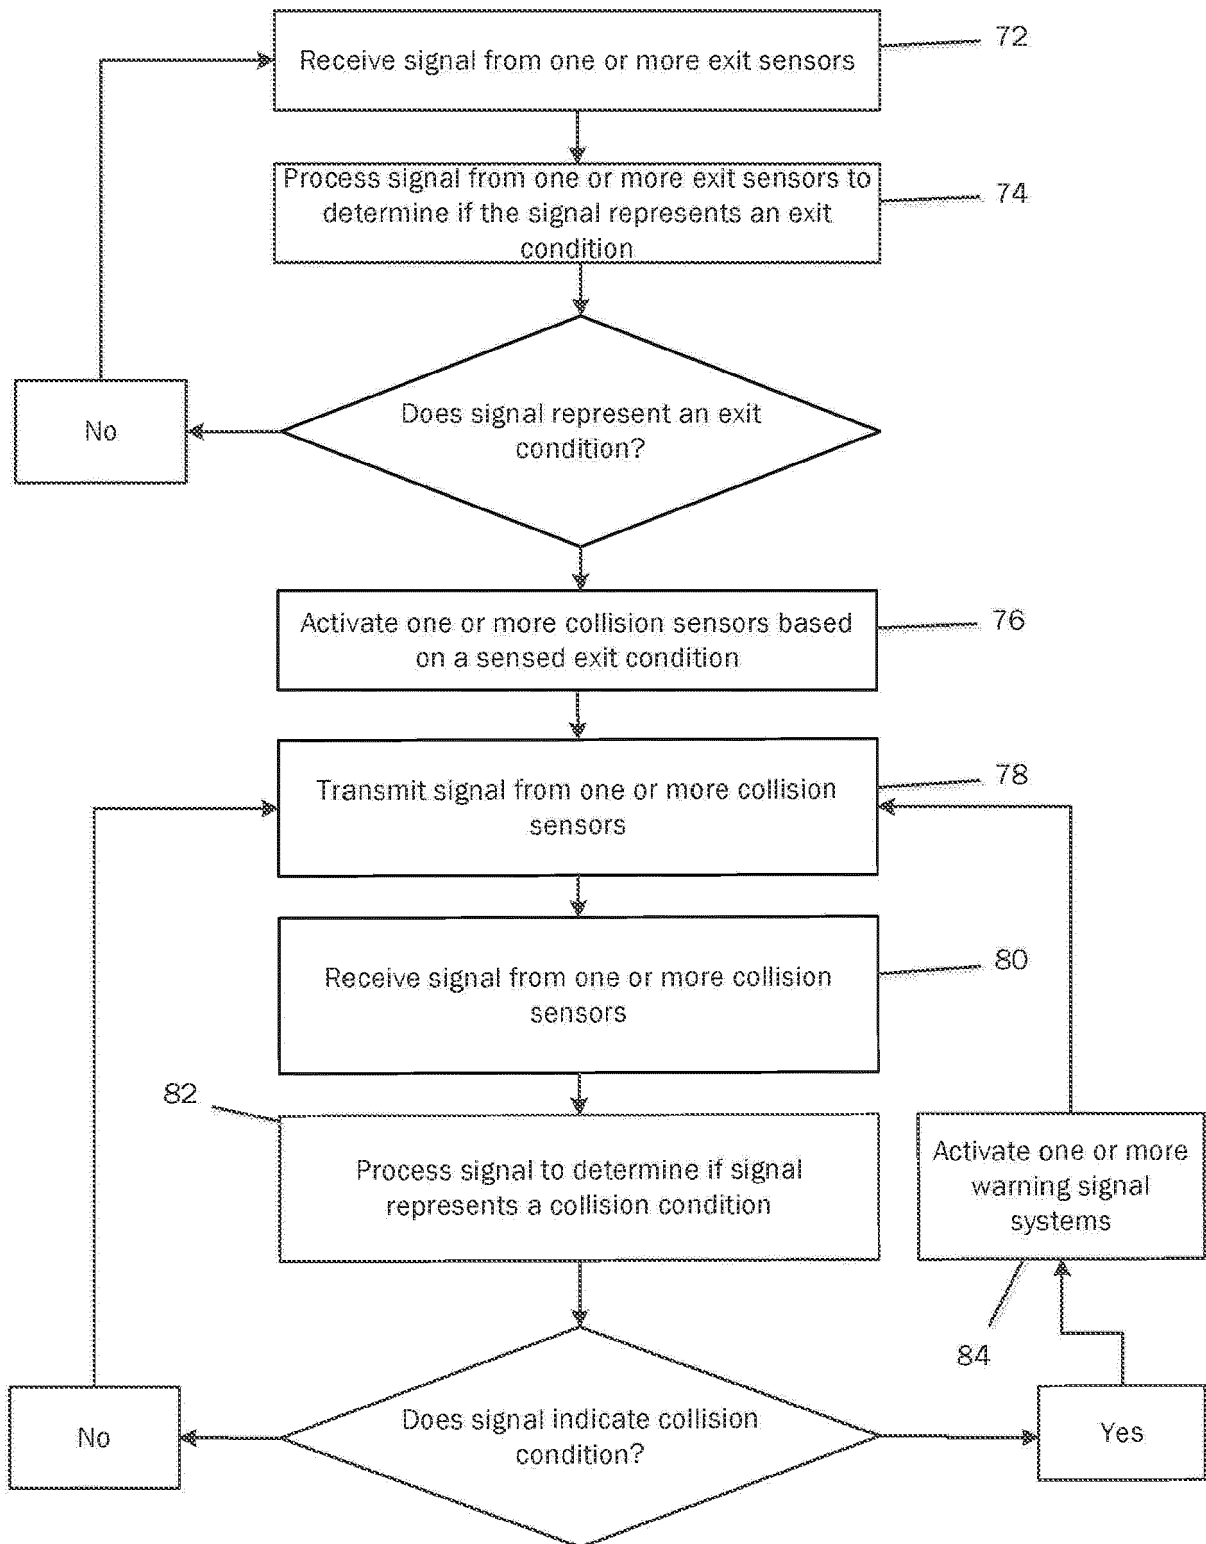 Receive signal from one or more exit sensors
72
Process signal from one or more exit sensors to
determine if the signal represents an exit
condition
74
Does signal represent an exit
condition?
No
Activate one or more collision sensors based
on a sensed exit condition
76
Transmit signal from one or more collision
sensors
78
Receive signal from one or more collision
sensors
80
82
Process signal to determine if signal
represents a collision condition
Activate one or more
warning signal
systems
84
Does signal indicate collision
condition?
No
Yes